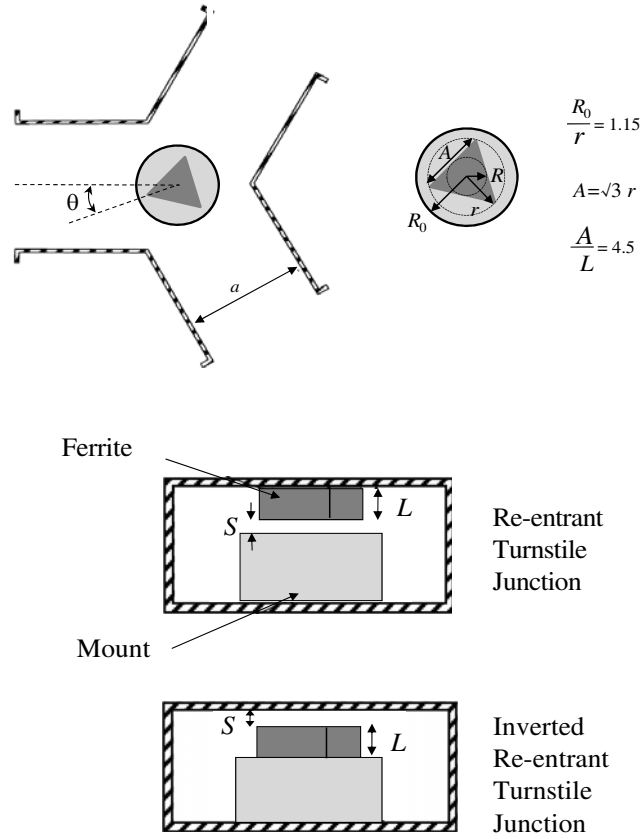 θ
a
A
R
r
R₀
R₀/r = 1.15
A=√3 r
A/L = 4.5
Ferrite
S
L
Re-entrant
Turnstile
Junction
Mount
S
L
Inverted
Re-entrant
Turnstile
Junction